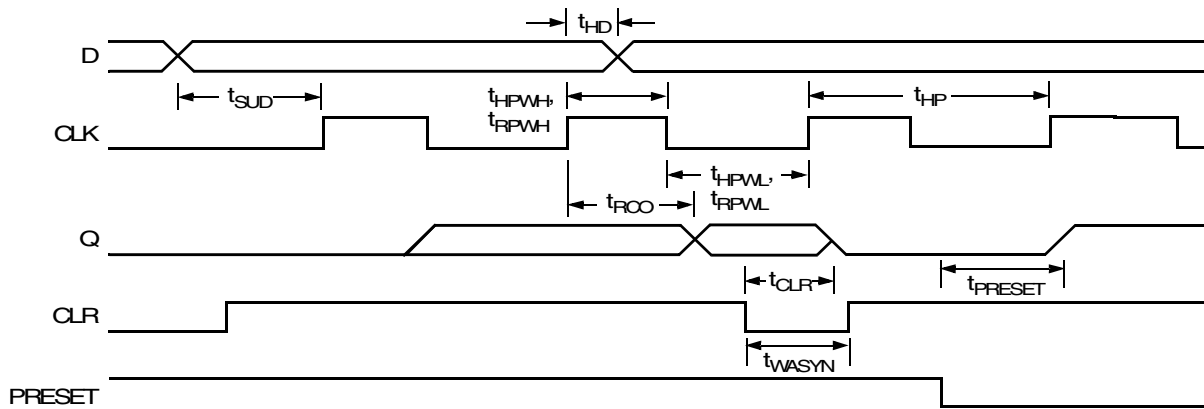 tHD
D
tSUD
tHPWH,
tRPWH
tHP
CLK
tHPWL,
tRPWL
tRCO
Q
tCLR
tPRESET
CLR
tWASYN
PRESET